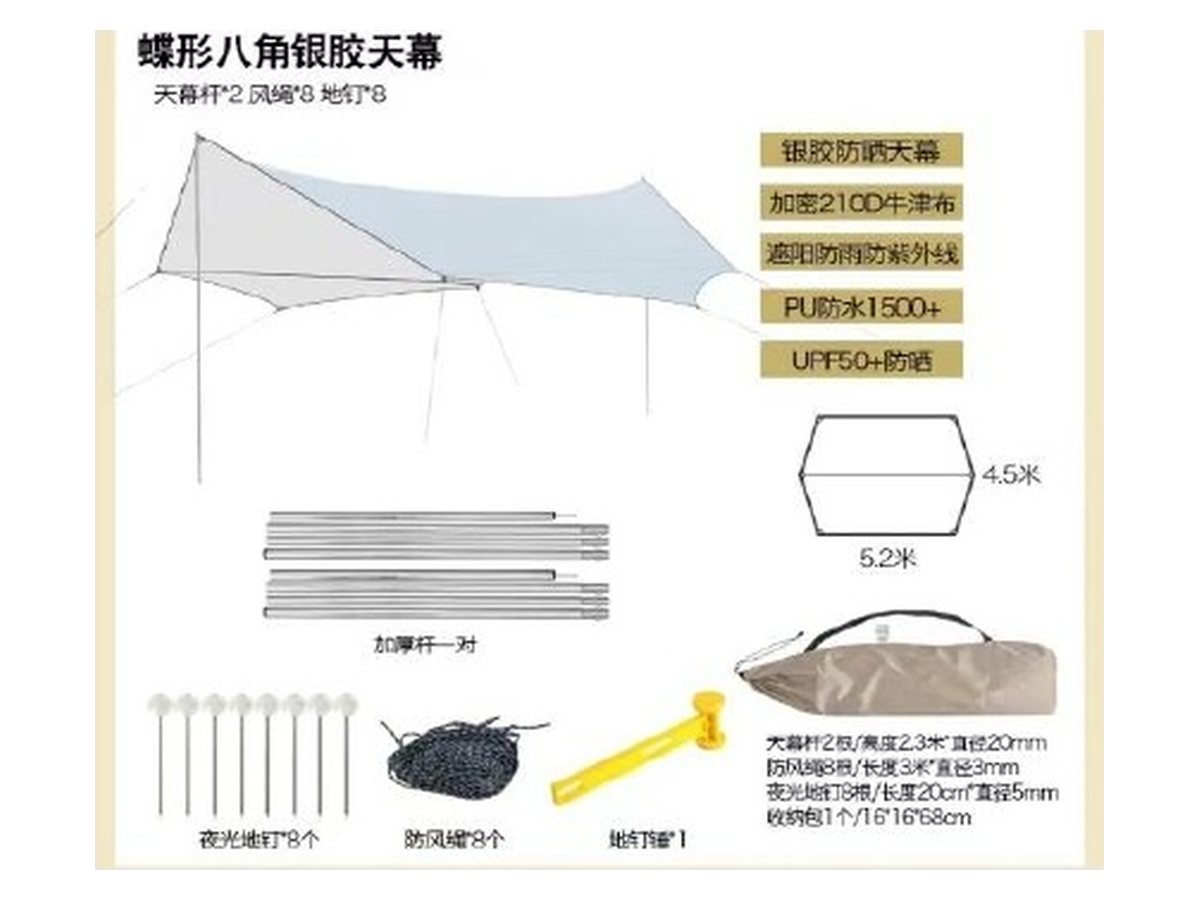 蝶形八角银胶天幕
天幕杆*2 风绳*8 地钉*8
银胶防晒天幕
加密210D牛津布
遮阳防雨防紫外线
PU防水1500+
UPF50+防晒
4.5米
5.2米
加厚杆一对
夜光地钉*8个
防风绳*8个
地钉锤*1
天幕杆2根/高度2.3米*直径20mm
防风绳8根/长度3米*直径3mm
夜光地钉8根/长度20cm*直径5mm
收纳包1个/16*16*68cm